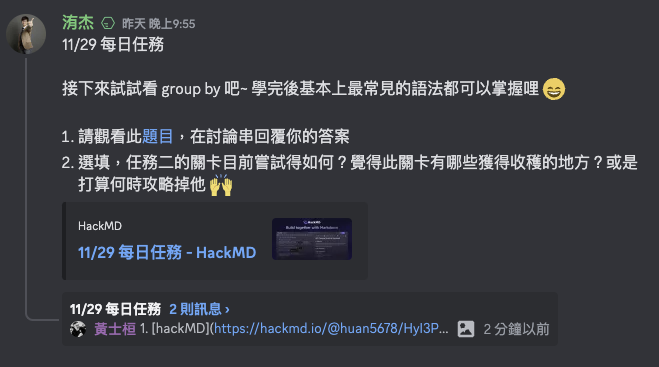 洧杰 昨天 晚上9:55
11/29 每日任務
接下來試試看 group by 吧~ 學完後基本上最常見的語法都可以掌握哩
1. 請觀看此題目，在討論串回覆你的答案
2. 選填，任務二的關卡目前嘗試得如何？覺得此關卡有哪些獲得收穫的地方？或是
打算何時攻略掉他
HackMD
11/29 每日任務 - HackMD
HackMD
Build together with Markdown
11/29 每日任務 2 則訊息 ›
黃士桓 1. [hackMD](https://hackmd.io/@huan5678/HyI3P... 2 分鐘以前